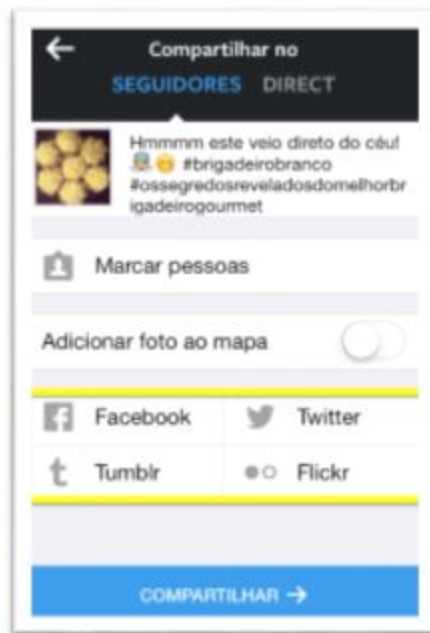 Compartilhar no
SEGUIDORES DIRECT
Hmmmm este veio direto do céu!
#brigadeirobranco
#ossegredosreveladosdomelhorbr
igadeirogourmet
Marcar pessoas
Adicionar foto ao mapa
Facebook Twitter
Tumblr Flickr
COMPARTILHAR →